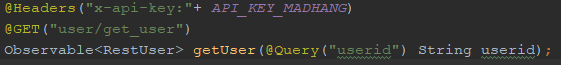 @Headers("x-api-key:"+ API_KEY_MADHANG)
@GET("user/get_user")
Observable<RestUser> getUser(@Query("userid") String userid);